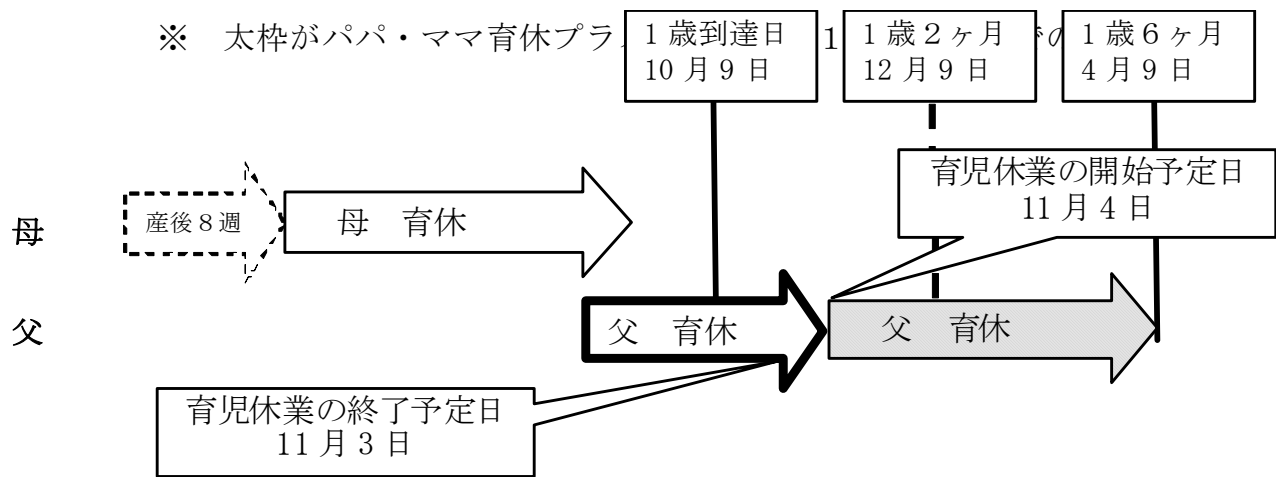 ※ 太枠がパパ・ママ育休プラ
1
での
1歳到達日
10月9日
1歳2ヶ月
12月9日
1歳6ヶ月
4月9日
育児休業の開始予定日
11月4日
母
産後8週
母 育休
父
父 育休
父 育休
育児休業の終了予定日
11月3日